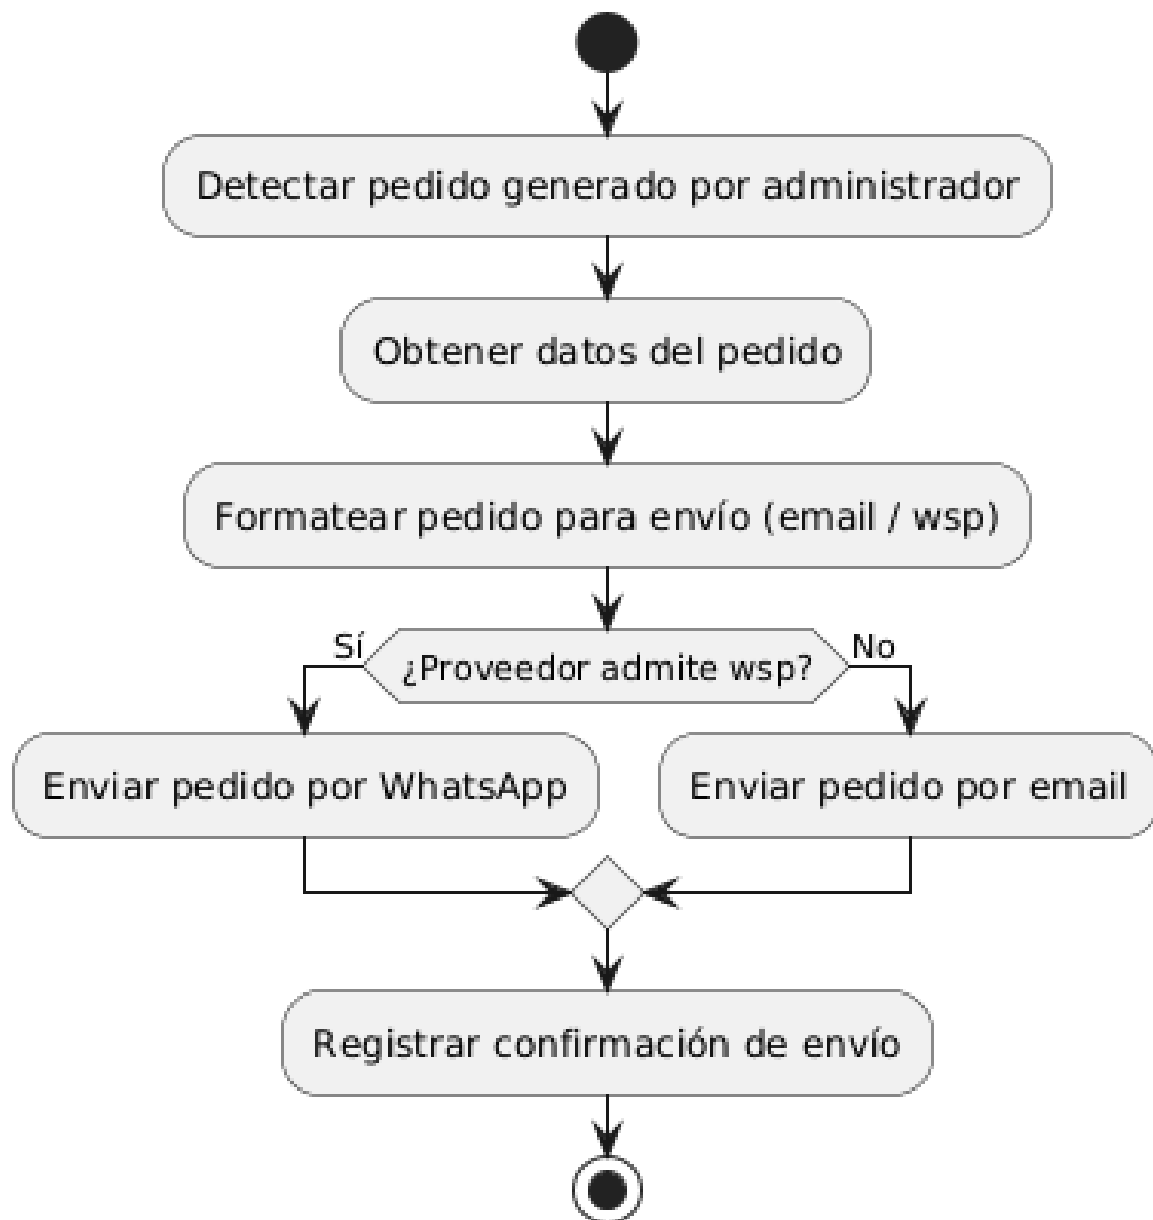 Detectar pedido generado por administrador
Obtener datos del pedido
Formatear pedido para envío (email / wsp)
Sí
¿Proveedor admite wsp?
No
Enviar pedido por WhatsApp
Enviar pedido por email
Registrar confirmación de envío